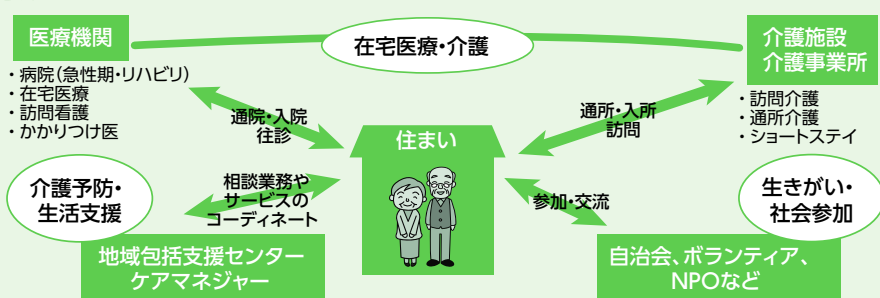 医療機関
・病院(急性期・リハビリ)
・在宅医療
・訪問看護
・かかりつけ医
在宅医療・介護
介護施設
介護事業所
・訪問介護
・通所介護
・ショートステイ
通院・入院
往診
通所・入所
訪問
住まい
介護予防・
生活支援
相談業務や
サービスの
コーディネート
参加・交流
生きがい・
社会参加
地域包括支援センター
ケアマネジャー
自治会、ボランティア、
NPOなど